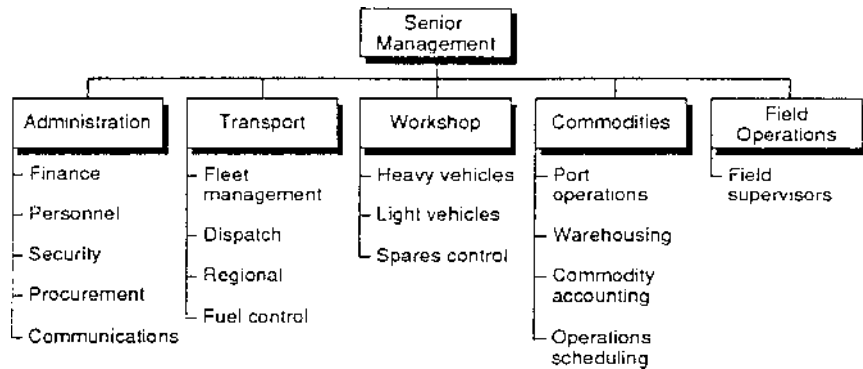 Senior
Management
Administration
Transport
Workshop
Commodities
Field
Operations
Finance
Personnel
Security
Procurement
Communications
Fleet
management
Dispatch
Regional
Fuel control
Heavy vehicles
Light vehicles
Spares control
Port
operations
Warehousing
Commodity
accounting
Operations
scheduling
Field
supervisors